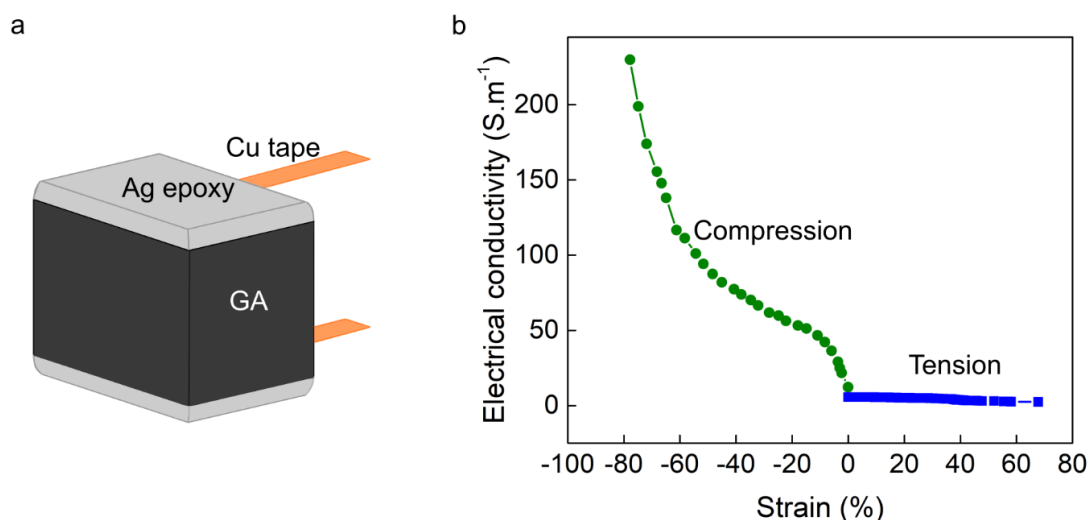 a
Cu tape
Ag epoxy
GA
b
Electrical conductivity (S.m⁻¹)
200
150
100
50
0
Compression
Tension
-100 -80 -60 -40 -20 0 20 40 60 80
Strain (%)